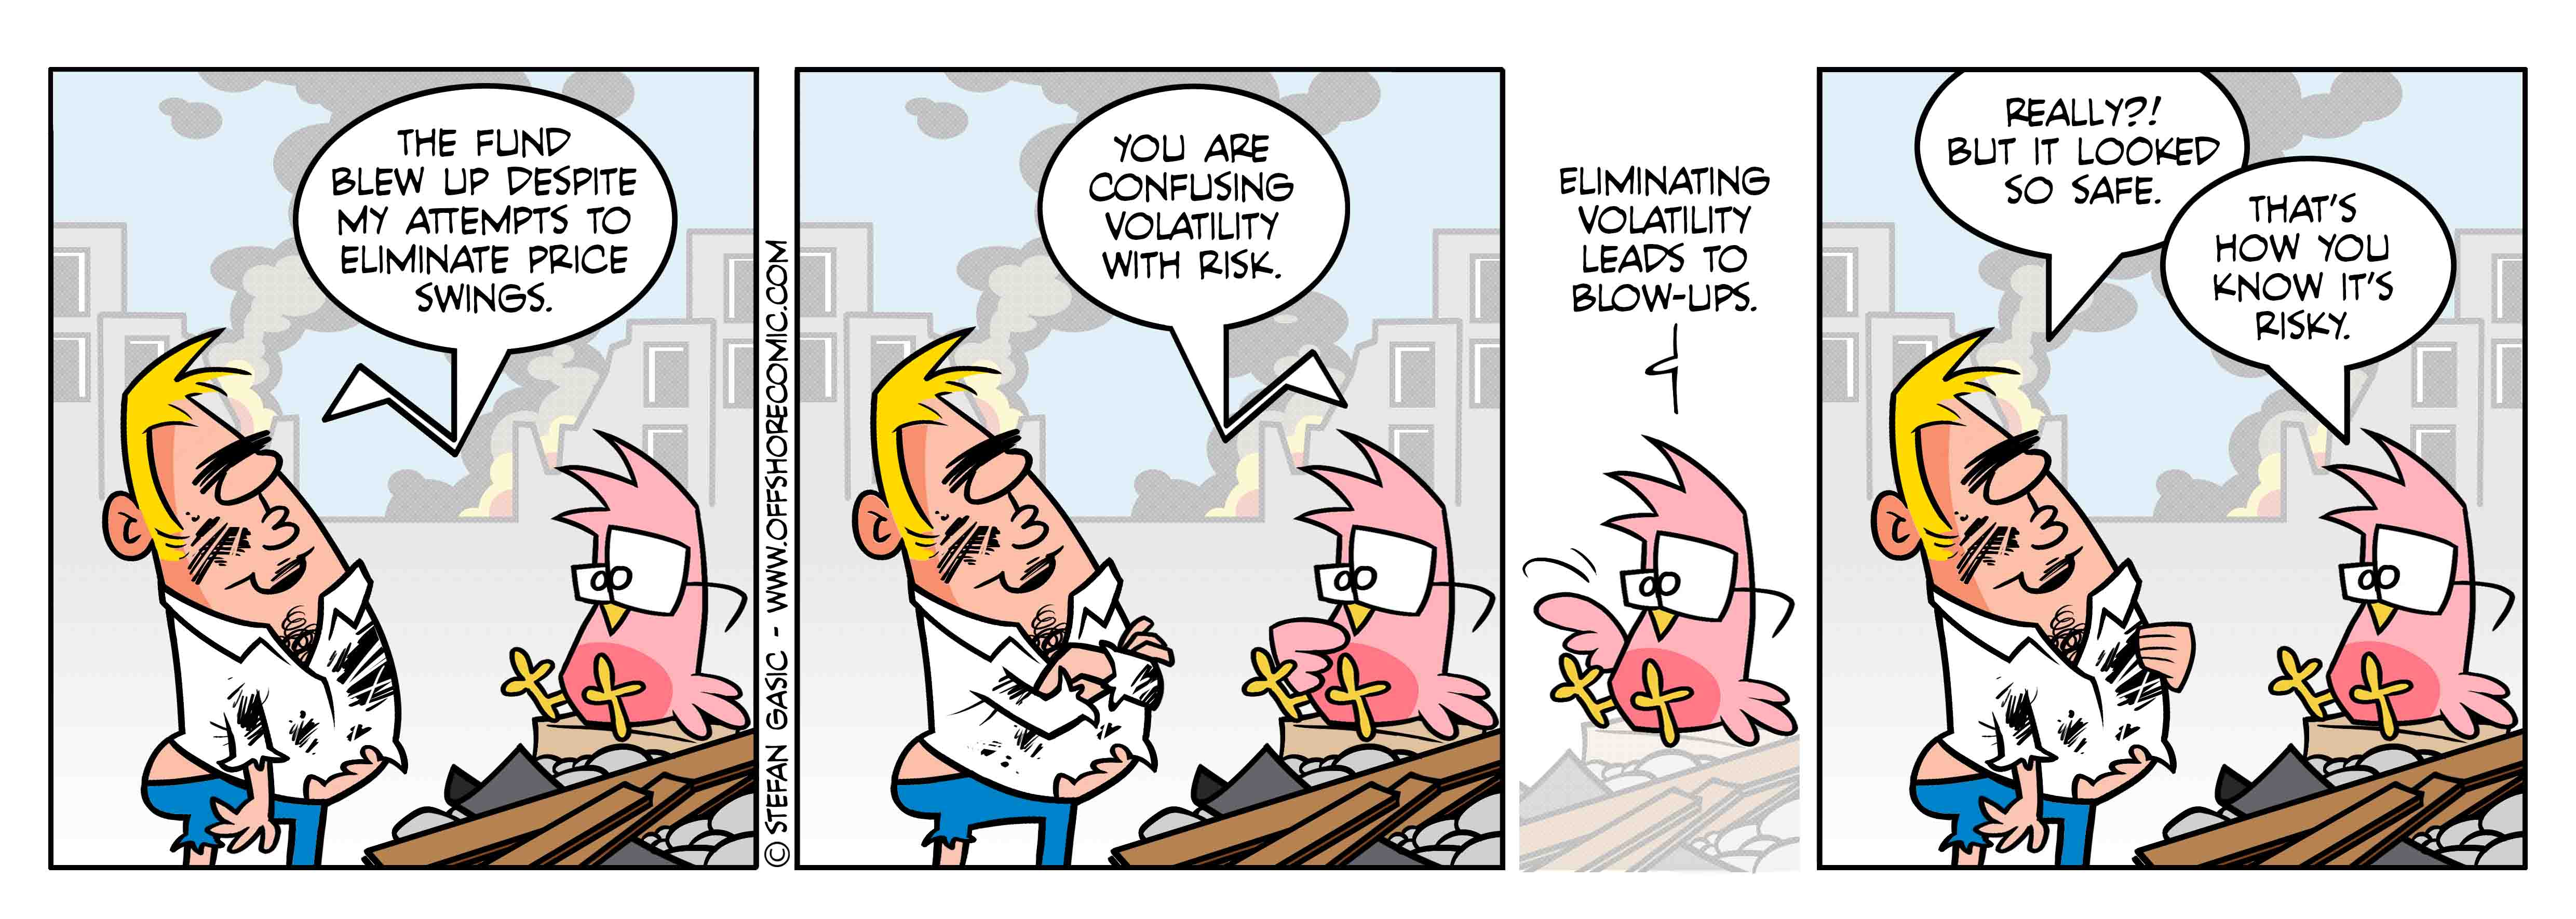 THE FUND
BLEW UP DESPITE
MY ATTEMPTS TO
ELIMINATE PRICE
SWINGS.
© STEFAN GASIC - WWW.OFFSHORECOMIC.COM
YOU ARE
CONFUSING
VOLATILITY
WITH RISK.
ELIMINATING
VOLATILITY
LEADS TO
BLOW-UPS.
REALLY?!
BUT IT LOOKED
SO SAFE.
THAT'S
HOW YOU
KNOW IT'S
RISKY.